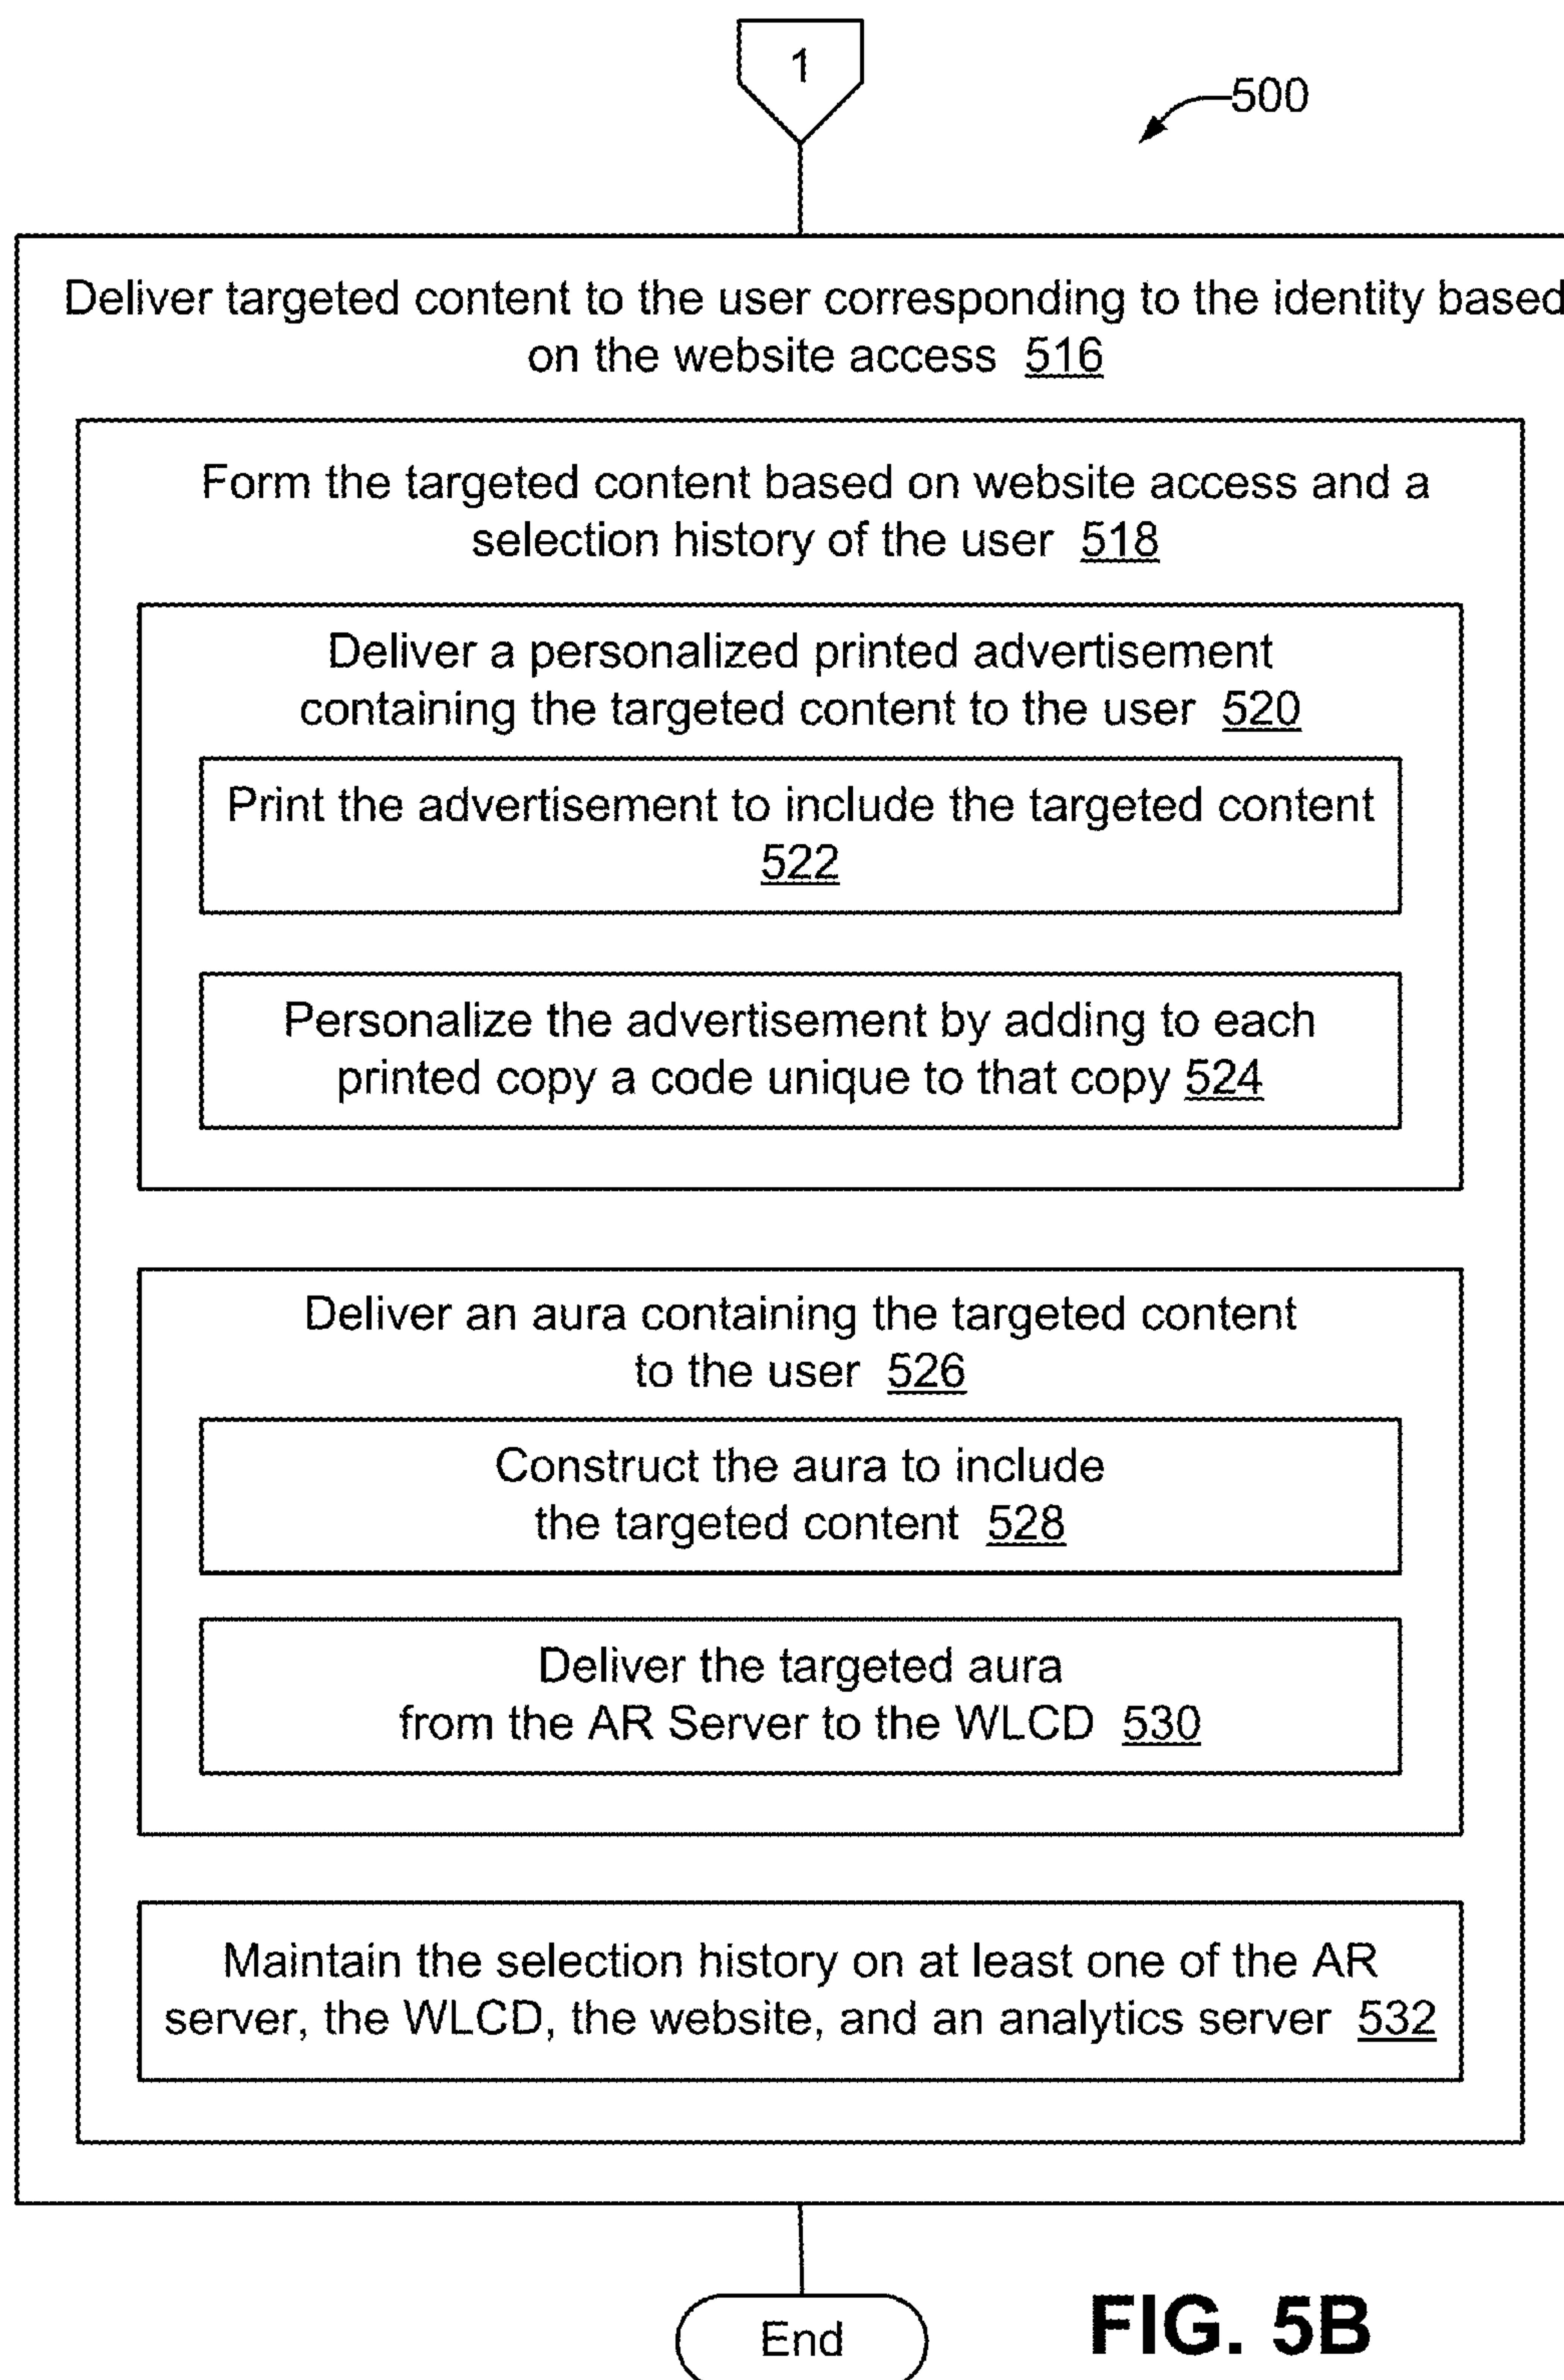 1
500
Deliver targeted content to the user corresponding to the identity based
on the website access 516
Form the targeted content based on website access and a
selection history of the user 518
Deliver a personalized printed advertisement
containing the targeted content to the user 520
Print the advertisement to include the targeted content
522
Personalize the advertisement by adding to each
printed copy a code unique to that copy 524
Deliver an aura containing the targeted content
to the user 526
Construct the aura to include
the targeted content 528
Deliver the targeted aura
from the AR Server to the WLCD 530
Maintain the selection history on at least one of the AR
server, the WLCD, the website, and an analytics server 532
End
FIG. 5B